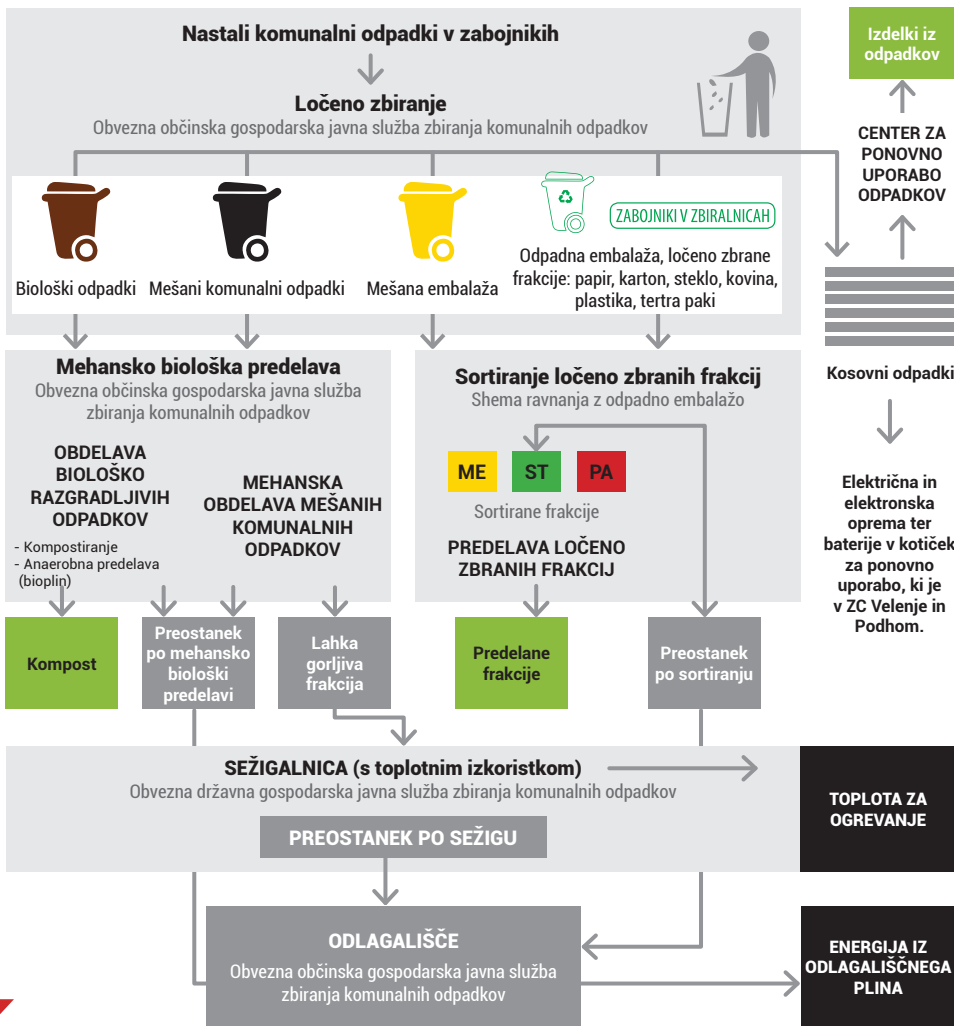 Nastali komunalni odpadki v zabojnikih
Ločeno zbiranje
Obvezna občinska gospodarska javna služba zbiranja komunalnih odpadkov
Biološki odpadki
Mešani komunalni odpadki
Mešana embalaža
ZABOJNIKI V ZBIRALNICAH
Odpadna embalaža, ločeno zbrane
frakcije: papir, karton, steklo, kovina,
plastika, tertra paki
Izdelki iz
odpadkov
CENTER ZA
PONOVNO
UPORABO
ODPADKOV
Kosovni odpadki
Električna in
elektronska
oprema ter
baterije v kotiček
za ponovno
uporabo, ki je
v ZC Velenje in
Podhom.
Mehansko biološka predelava
Obvezna občinska gospodarska javna služba
zbiranja komunalnih odpadkov
OBDELAVA
BIOLOŠKO
RAZGRADLJIVIH
ODPADKOV
- Kompostiranje
- Anaerobna predelava
(bioplin)
MEHANSKA
OBDELAVA MEŠANIH
KOMUNALNIH
ODPADKOV
Sortiranje ločeno zbranih frakcij
Shema ravnanja z odpadno embalažo
ME
ST
PA
Sortirane frakcije
PREDELAVA LOČENO
ZBRANIH FRAKCIJ
Kompost
Preostanek
po mehansko
biološki
predelavi
Lahka
gorljiva
frakcija
Predelane
frakcije
Preostanek
po sortiranju
SEŽIGALNICA (s toplotnim izkoristkom)
Obvezna državna gospodarska javna služba zbiranja komunalnih odpadkov
PREOSTANEK PO SEŽIGU
TOPLOTA ZA
OGREVANJE
ODLAGALIŠČE
Obvezna občinska gospodarska javna služba
zbiranja komunalnih odpadkov
ENERGIJA IZ
ODLAGALIŠČNEGA
PLINA